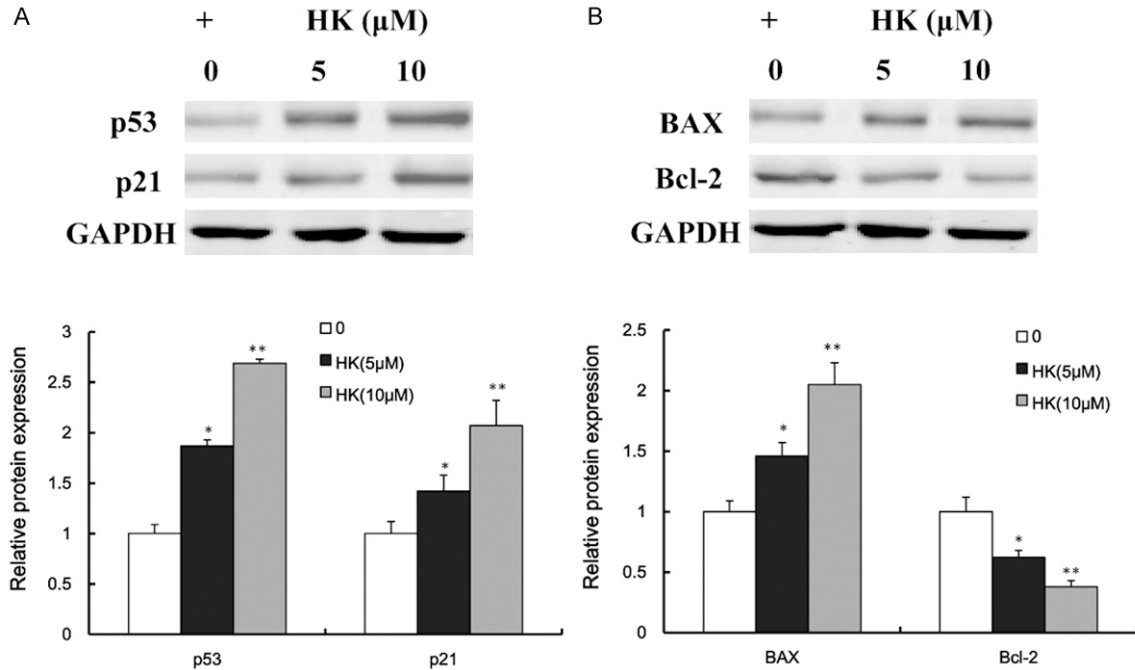 A
+ HK (μM)
0 5 10
p53
p21
GAPDH
B
+ HK (μM)
0 5 10
BAX
Bcl-2
GAPDH
Relative protein expression
3
2.5
2
1.5
1
0.5
0
0
HK(5μM)
HK(10μM)
* ** * **
p53 p21
Relative protein expression
2.5
2
1.5
1
0.5
0
0
HK(5μM)
HK(10μM)
* ** * **
BAX Bcl-2